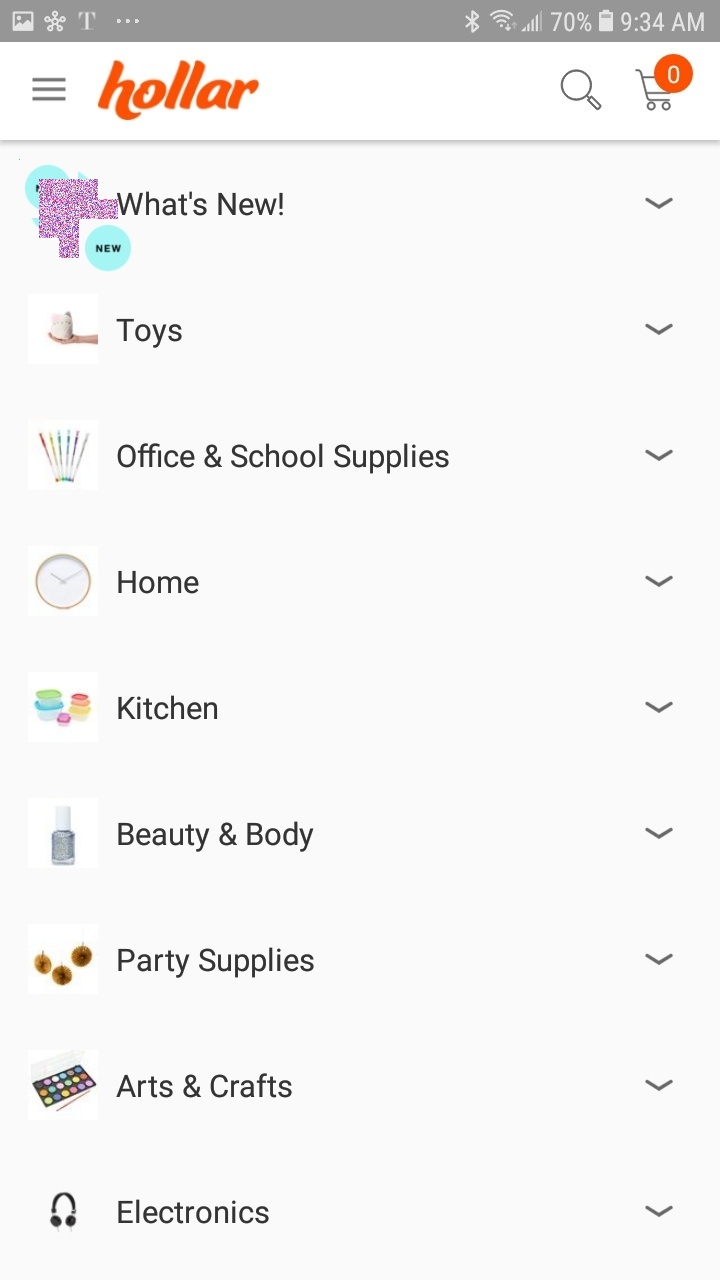 T ... 70% 9:34 AM
hollar 0
What's New!
NEW
Toys
Office & School Supplies
Home
Kitchen
Beauty & Body
Party Supplies
Arts & Crafts
Electronics